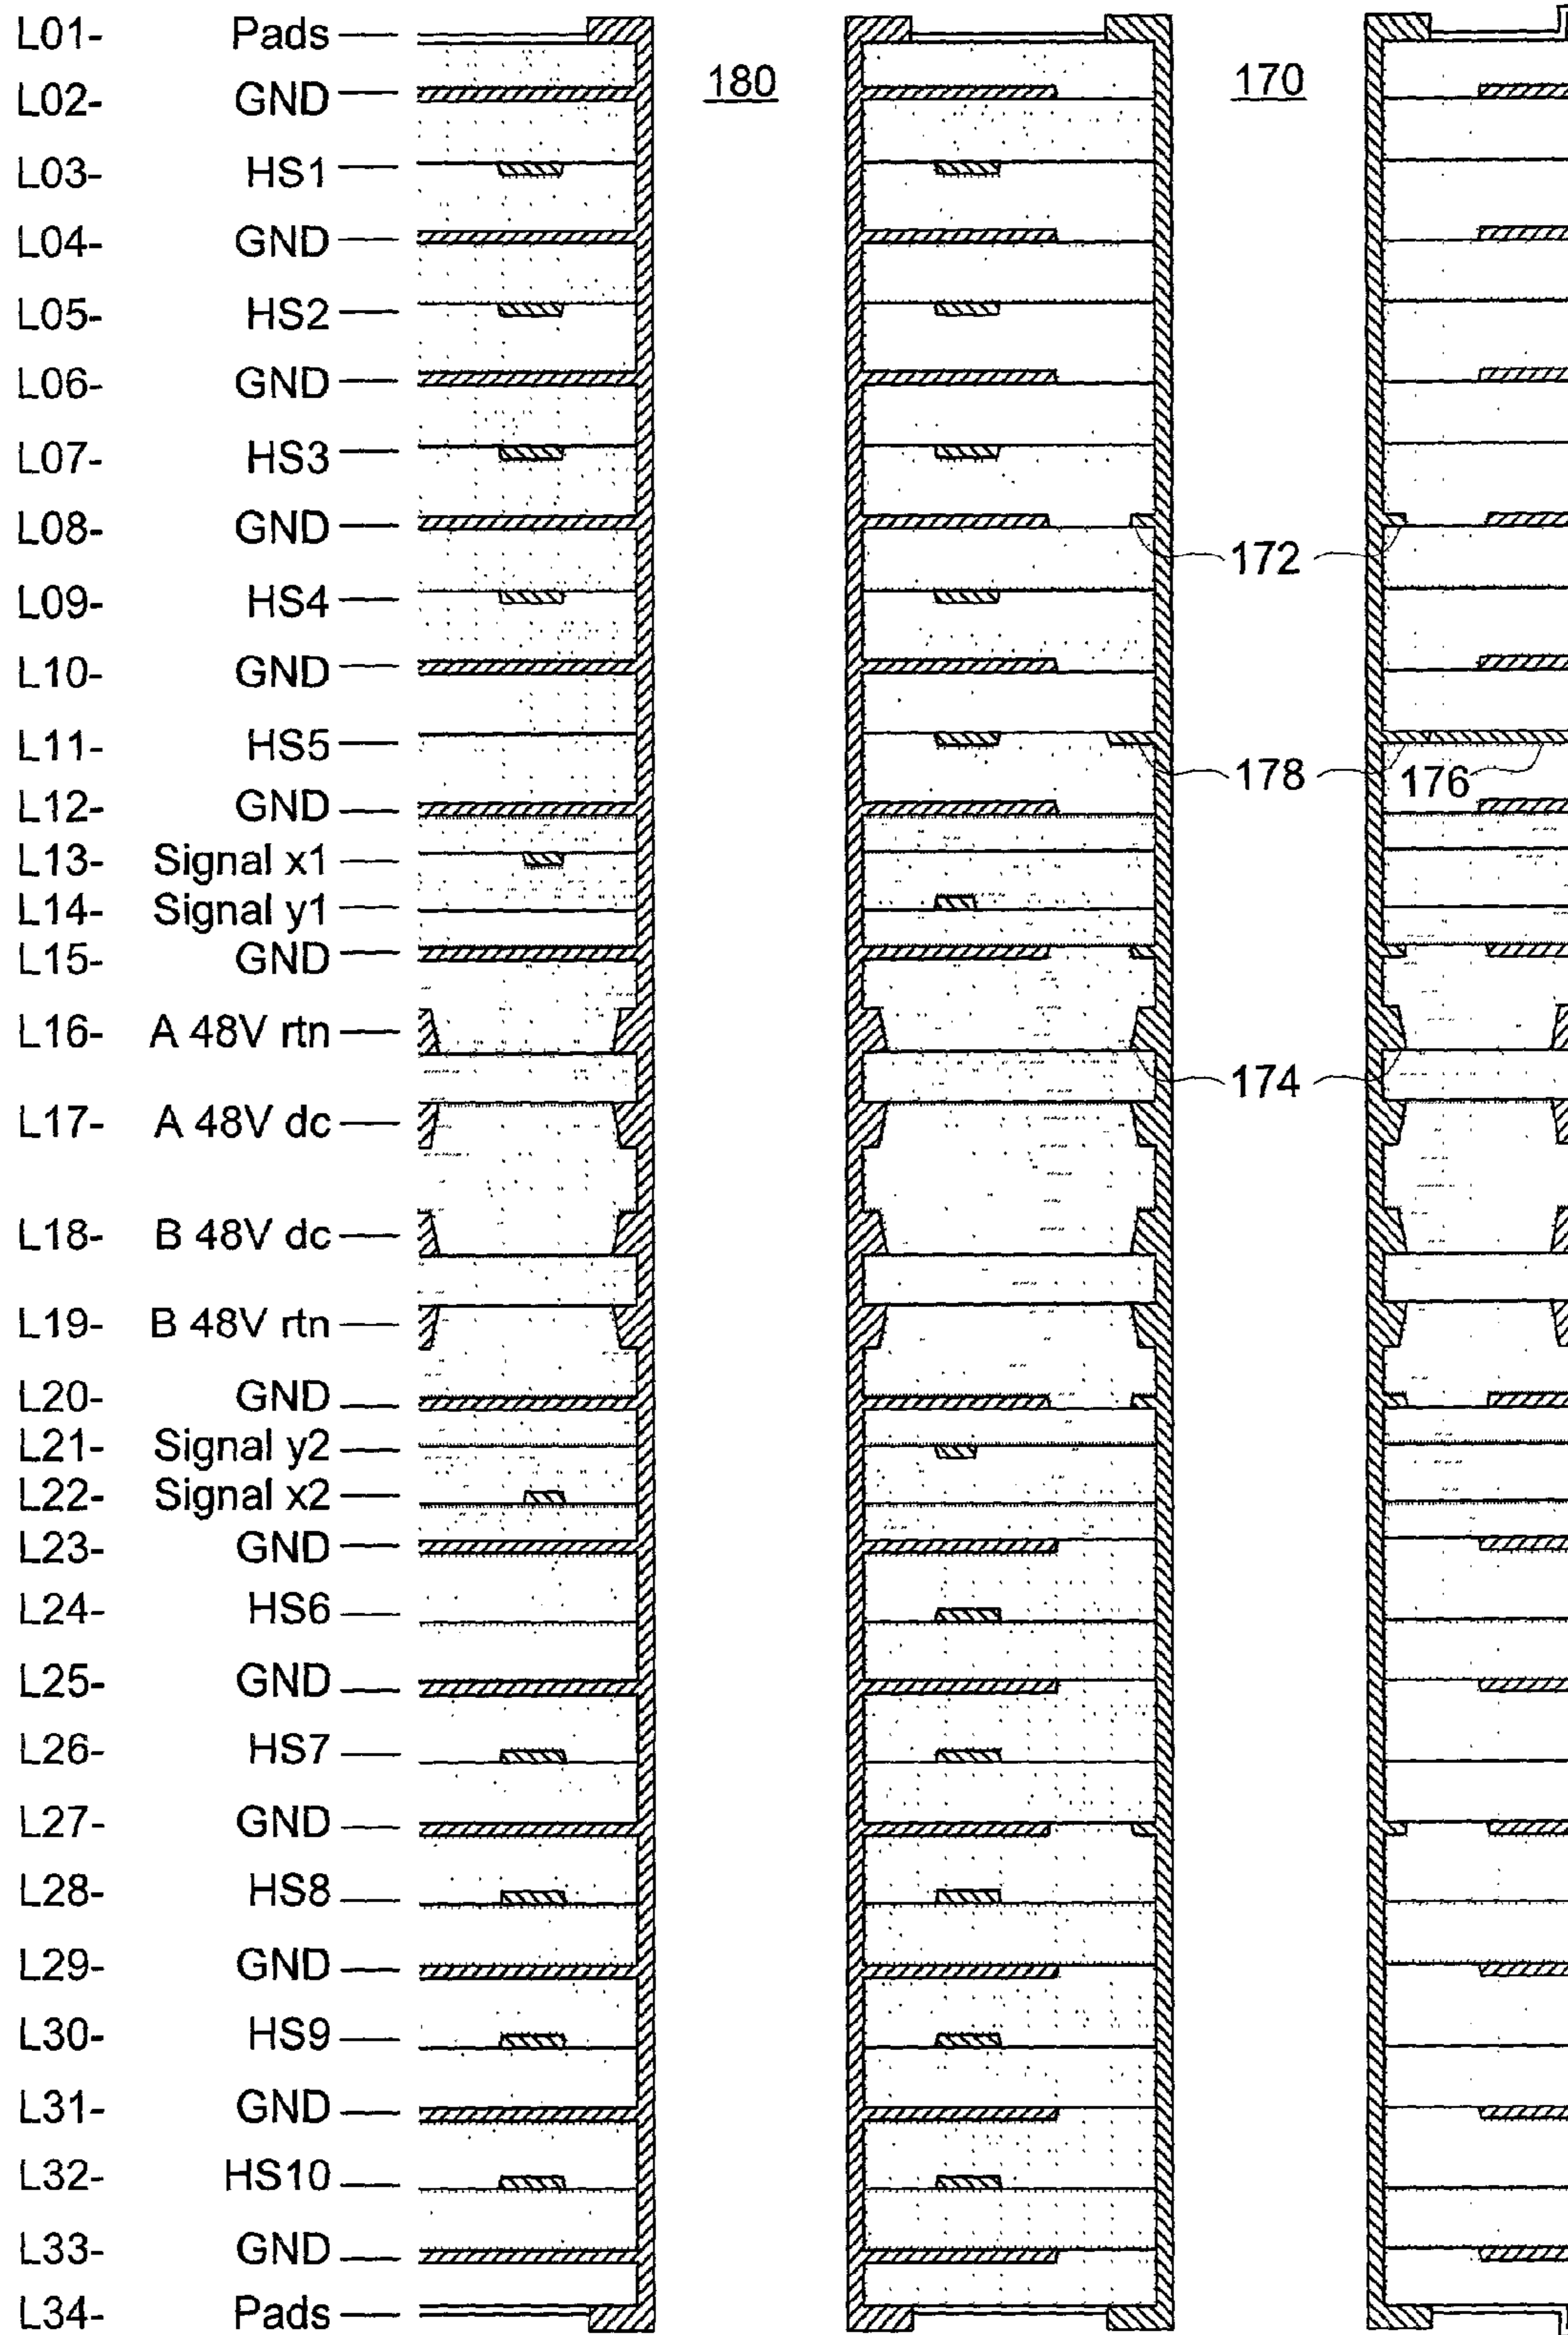 L01- Pads
180
170
L02- GND
L03- HS1
L04- GND
L05- HS2
L06- GND
L07- HS3
L08- GND
172
L09- HS4
L10- GND
L11- HS5
178
176
L12- GND
L13- Signal x1
L14- Signal y1
L15- GND
L16- A 48V rtn
174
L17- A 48V dc
L18- B 48V dc
L19- B 48V rtn
L20- GND
L21- Signal y2
L22- Signal x2
L23- GND
L24- HS6
L25- GND
L26- HS7
L27- GND
L28- HS8
L29- GND
L30- HS9
L31- GND
L32- HS10
L33- GND
L34- Pads